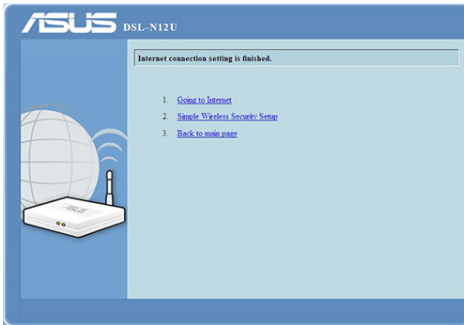 ASUS DSL-N12U
Internet connection setting is finished.
1. Going to Internet
2. Simple Wireless Security Setup
3. Back to main page